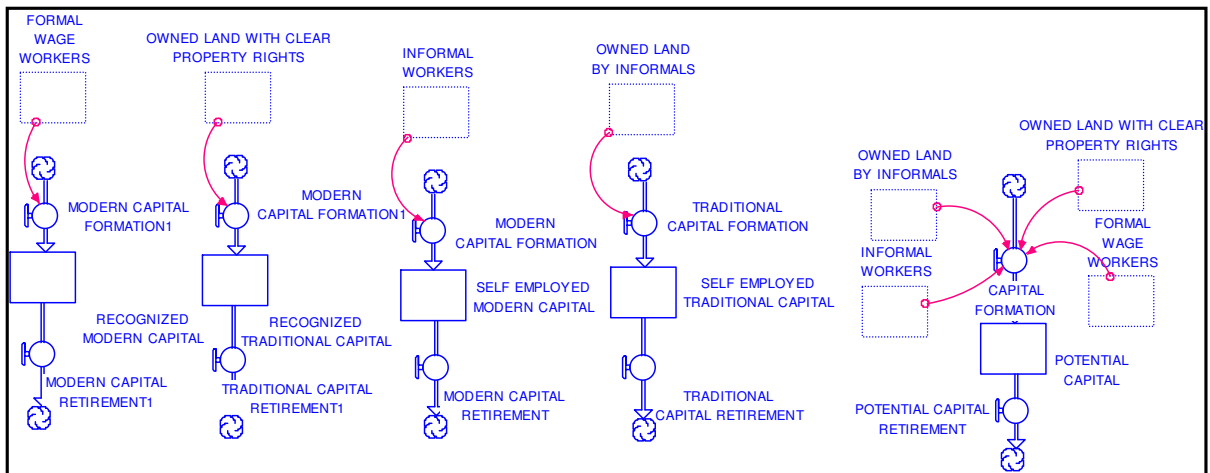 FORMAL
WAGE
WORKERS
MODERN CAPITAL
FORMATION1
RECOGNIZED
MODERN CAPITAL
MODERN CAPITAL
RETIREMENT1
OWNED LAND WITH CLEAR
PROPERTY RIGHTS
MODERN
CAPITAL FORMATION1
RECOGNIZED
TRADITIONAL CAPITAL
TRADITIONAL CAPITAL
RETIREMENT1
INFORMAL
WORKERS
MODERN
CAPITAL FORMATION
SELF EMPLOYED
MODERN CAPITAL
MODERN CAPITAL
RETIREMENT
OWNED LAND
BY INFORMALS
TRADITIONAL
CAPITAL FORMATION
SELF EMPLOYED
TRADITIONAL CAPITAL
TRADITIONAL
CAPITAL RETIREMENT
OWNED LAND WITH CLEAR
PROPERTY RIGHTS
OWNED LAND
BY INFORMALS
FORMAL
WAGE
WORKERS
INFORMAL
WORKERS
CAPITAL
FORMATION
POTENTIAL
CAPITAL
POTENTIAL CAPITAL
RETIREMENT